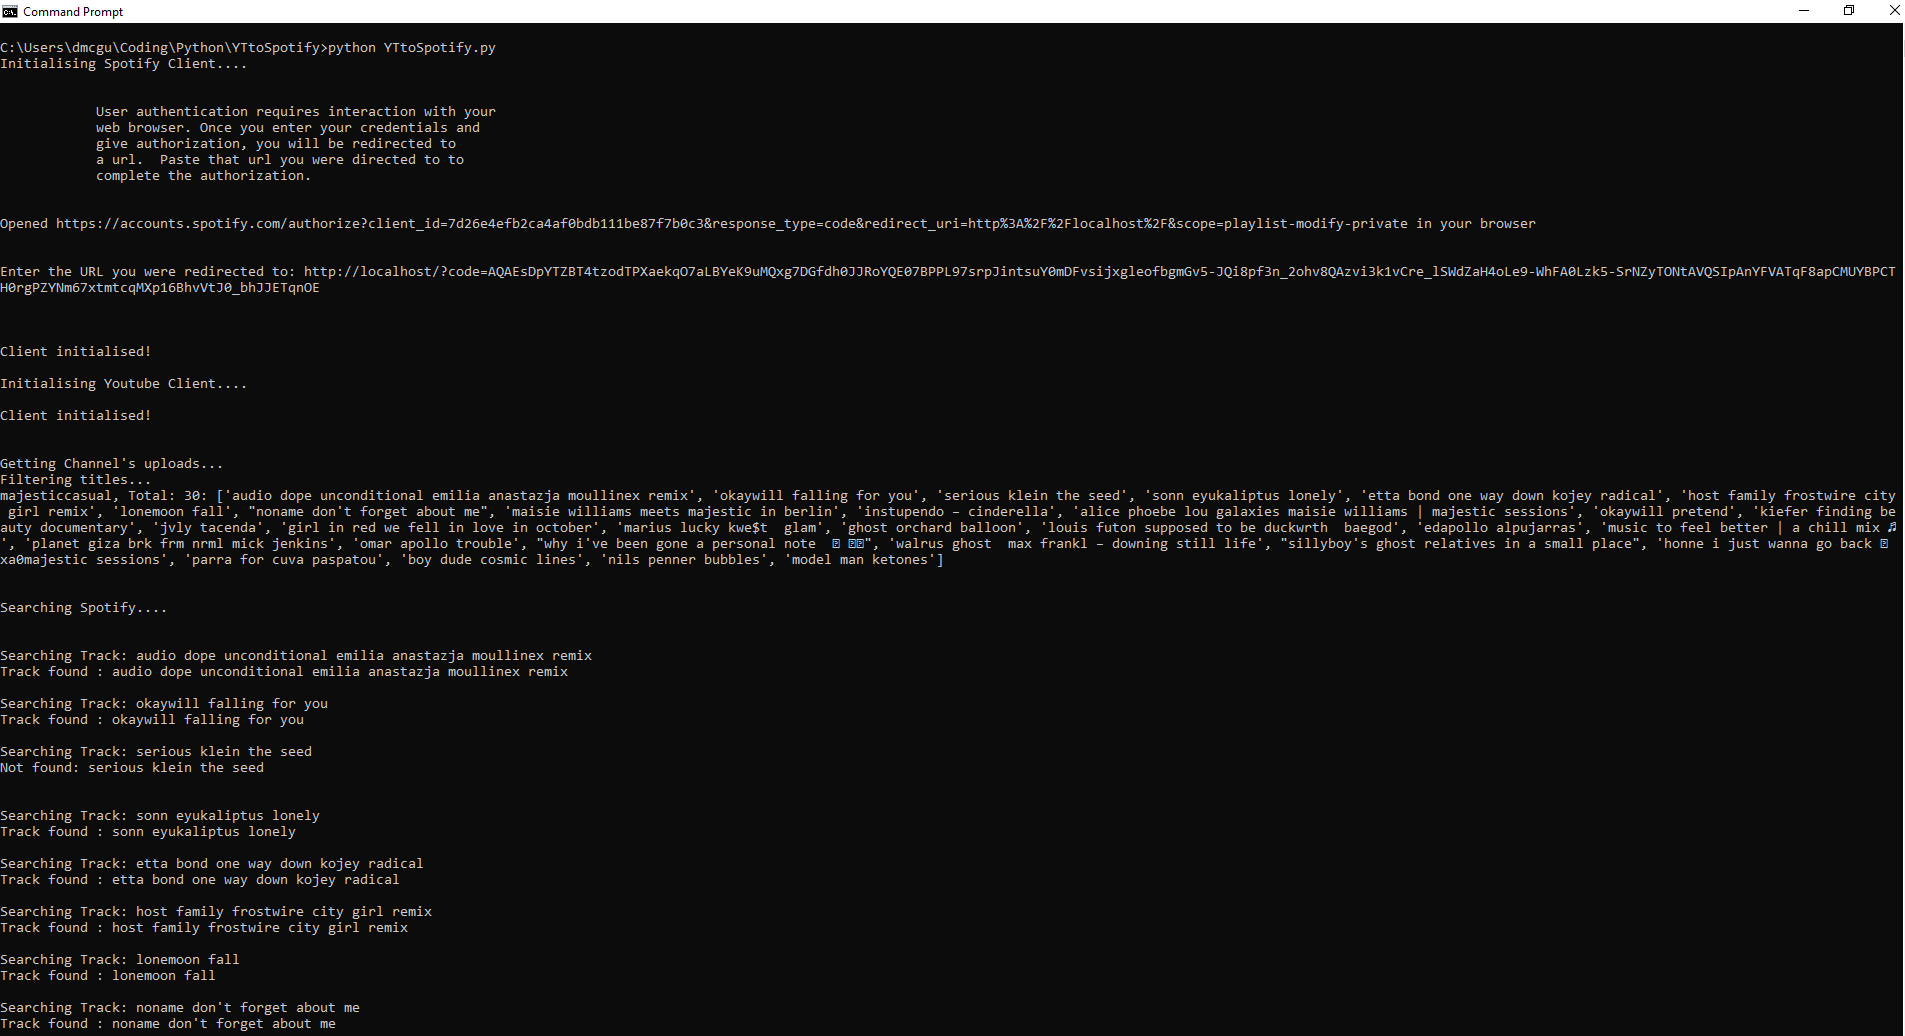 Command Prompt
C:\Users\dmcgu\Coding\Python\YTtoSpotify>python YTtoSpotify.py
Initialising Spotify Client....
User authentication requires interaction with your
web browser. Once you enter your credentials and
give authorization, you will be redirected to
a url.  Paste that url you were directed to to
complete the authorization.
Opened https://accounts.spotify.com/authorize?client_id=7d26e4efb2ca4af0bdb111be87f7b0c3&response_type=code&redirect_uri=http%3A%2F%2Flocalhost%2F&scope=playlist-modify-private in your browser
Enter the URL you were redirected to: http://localhost/?code=AQAEsDpYTZBT4tzodTPXaekqO7aLBYeK9uMQxg7DGfdh0JJRoYQE07BPPL97srpJintsuY0mDFvsijxgleofbgmGv5-JQi8pf3n_2ohv8QAzvi3k1vCre_lSWdZaH4oLe9-WhFA0Lzk5-SrNZyTONtAVQSIpAnYFVATqF8apCMUYBPCT
H0rgPZYNm67xtmtcqMXp16BhvVtJ0_bhJJETqnOE
Client initialised!
Initialising Youtube Client....
Client initialised!
Getting Channel's uploads...
Filtering titles...
majesticcasual, Total: 30: ['audio dope unconditional emilia anastazja moullinex remix', 'okaywill falling for you', 'serious klein the seed', 'sonn eyukaliptus lonely', 'etta bond one way down kojey radical', 'host family frostwire city
girl remix', 'lonemoon fall', "noname don't forget about me", 'maisie williams meets majestic in berlin', 'instupendo – cinderella', 'alice phoebe lou galaxies maisie williams | majestic sessions', 'okaywill pretend', 'kiefer finding be
auty documentary', 'jvly tacenda', 'girl in red we fell in love in october', 'marius lucky kwe$t  glam', 'ghost orchard balloon', 'louis futon supposed to be duckwrth  baegod', 'edapollo alpujarras', 'music to feel better | a chill mix ♬
', 'planet giza brk frm nrml mick jenkins', 'omar apollo trouble', "why i've been gone a personal note  ", 'walrus ghost  max frankl – downing still life', "sillyboy's ghost relatives in a small place", 'honne i just wanna go back
xa0majestic sessions', 'parra for cuva paspatou', 'boy dude cosmic lines', 'nils penner bubbles', 'model man ketones']
Searching Spotify....
Searching Track: audio dope unconditional emilia anastazja moullinex remix
Track found : audio dope unconditional emilia anastazja moullinex remix
Searching Track: okaywill falling for you
Track found : okaywill falling for you
Searching Track: serious klein the seed
Not found: serious klein the seed
Searching Track: sonn eyukaliptus lonely
Track found : sonn eyukaliptus lonely
Searching Track: etta bond one way down kojey radical
Track found : etta bond one way down kojey radical
Searching Track: host family frostwire city girl remix
Track found : host family frostwire city girl remix
Searching Track: lonemoon fall
Track found : lonemoon fall
Searching Track: noname don't forget about me
Track found : noname don't forget about me